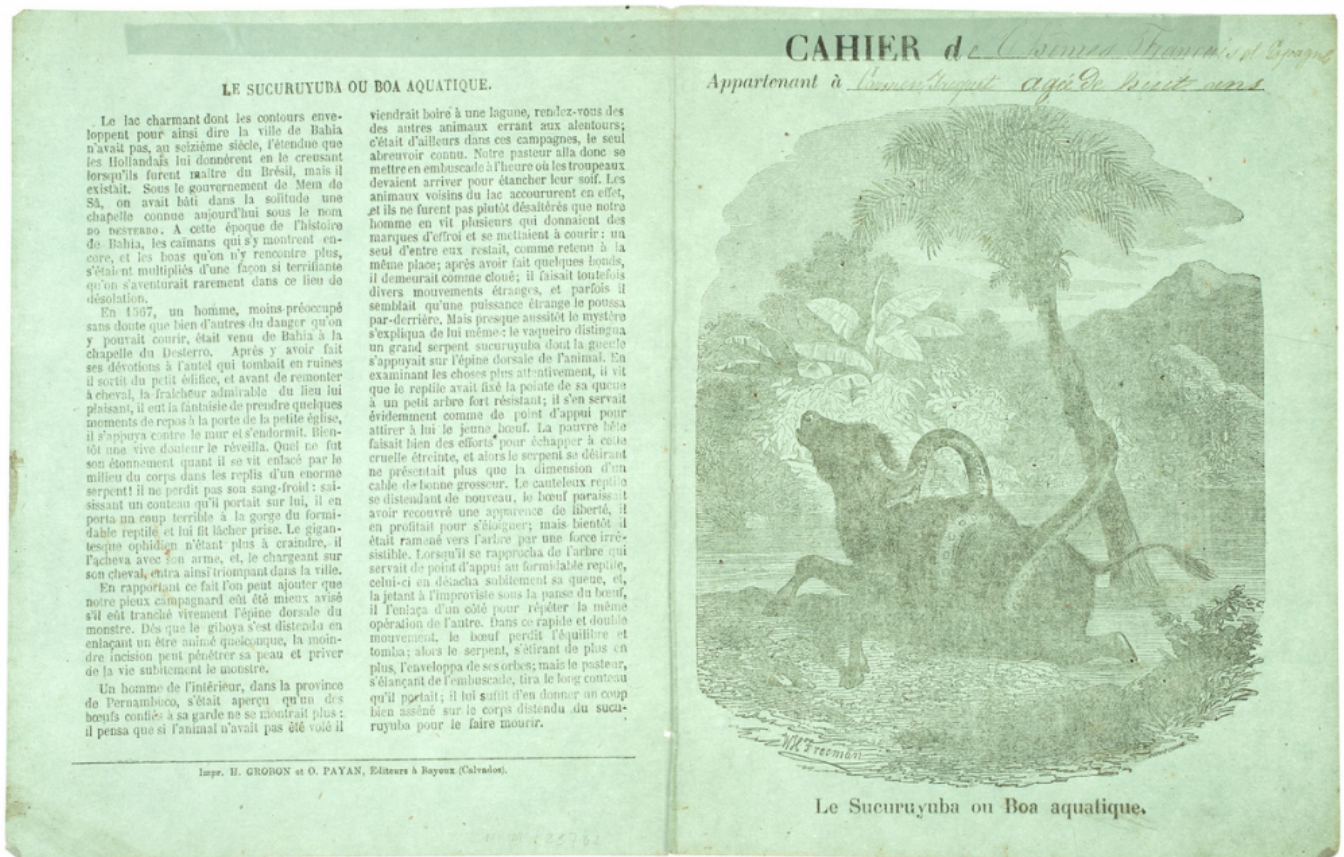 LE SUCURUYUBA OU BOA AQUATIQUE.
Le lac charmant dont les contours enve-
loppent pour ainsi dire la ville de Bahia
n'avait pas, au seizième siècle, l'étendue que
les Hollandais lui donnèrent en le creusant
lorsqu'ils furent maître du Brésil, mais il
existait. Sous le gouvernement de Mem de
Sâ, on avait bâti dans la solitude une
chapelle connue aujourd'hui sous le nom
DO DESTERRO. A cette époque de l'histoire
de Bahia, les caïmans qui s'y montrent en-
core, et les boas qu'on n'y rencontre plus,
s'étaient multipliés d'une façon si terrifiante
qu'on s'aventurait rarement dans ce lieu de
désolation.
En 1567, un homme, moins préoccupé
sans doute que bien d'autres du danger qu'on
y pouvait courir, était venu de Bahia à la
chapelle du Desterro. Après y avoir fait
ses dévotions à l'autel qui tombait en ruines
il sortit du petit édifice, et avant de remonter
à cheval, la fraîcheur admirable du lieu lui
plaisant, il eut la fantaisie de prendre quelques
moments de repos à la porte de la petite église,
il s'appuya contre le mur et s'endormit. Bien-
tôt une vive douleur le réveilla. Quel ne fut
son étonnement quant il se vit enlacé par le
milieu du corps dans les replis d'un enorme
serpent! il ne perdit pas son sang-froid : sai-
sissant un couteau qu'il portait sur lui, il en
porta un coup terrible à la gorge du formi-
dable reptile et lui fit lâcher prise. Le gigan-
tesque ophidien n'étant plus à craindre, il
l'acheva avec son arme, et, le chargeant sur
son cheval, entra ainsi triompant dans la ville.
En rapportant ce fait l'on peut ajouter que
notre pieux campagnard eût été mieux avisé
s'il eût tranché vivement l'épine dorsale du
monstre. Dès que le giboya s'est distendu en
enlaçant un être animé quelconque, la moin-
dre incision peut pénétrer sa peau et priver
de la vie subitement le monstre.
Un homme de l'intérieur, dans la province
de Pernambuco, s'était aperçu qu'un des
bœufs confiés à sa garde ne se montrait plus :
il pensa que si l'animal n'avait pas été volé il
viendrait boire à une lagune, rendez-vous des
des autres animaux errant aux alentours;
c'était d'ailleurs dans ces campagnes, le seul
abreuvoir connu. Notre pasteur alla donc se
mettre en embuscade à l'heure où les troupeaux
devaient arriver pour étancher leur soif. Les
animaux voisins du lac accoururent en effet,
et ils ne furent pas plutôt désaltérés que notre
homme en vit plusieurs qui donnaient des
marques d'effroi et se mettaient à courir : un
seul d'entre eux restait, comme retenu à la
même place; après avoir fait quelques bonds,
il demeurait comme cloué; il faisait toutefois
divers mouvements étranges, et parfois il
semblait qu'une puissance étrange le poussa
par-derrière. Mais presque aussitôt le mystère
s'expliqua de lui même : le vaqueiro distingua
un grand serpent sucuruyuba dont la gueule
s'appuyait sur l'épine dorsale de l'animal. En
examinant les choses plus attentivement, il vit
que le reptile avait fixé la pointe de sa queue
à un petit arbre fort résistant; il s'en servait
évidemment comme de point d'appui pour
attirer à lui le jeune bœuf. La pauvre bête
faisait bien des efforts pour échapper à cette
cruelle étreinte, et alors le serpent se détirant
ne présentait plus que la dimension d'un
cable de bonne grosseur. Le cauteleux reptile
se distendant de nouveau, le bœuf paraissait
avoir recouvré une apparence de liberté, il
en profitait pour s'éloigner; mais bientôt il
était ramené vers l'arbre par une force irré-
sistible. Lorsqu'il se rapprocha de l'arbre qui
servait de point d'appui au formidable reptile,
celui-ci en détacha subitement sa queue, et,
la jetant à l'improviste sous la panse du bœuf,
il l'enlaça d'un côté pour répéter la même
opération de l'autre. Dans ce rapide et double
mouvement, le bœuf perdit l'équilibre et
tomba; alors le serpent, s'étirant de plus en
plus, l'enveloppa de ses orbes; mais le pasteur,
s'élançant de l'embuscade, tira le long couteau
qu'il portait; il lui suffit d'en donner un coup
bien asséné sur le corps distendu du sucu-
ruyuba pour le faire mourir.
Impr. H. GROBON et O. PAYAN, Editeurs à Bayeux (Calvados).
CAHIER de Français et Espagnol
Appartenant à agée de huit ans
W.H. Freeman
Le Sucuruyuba ou Boa aquatique.